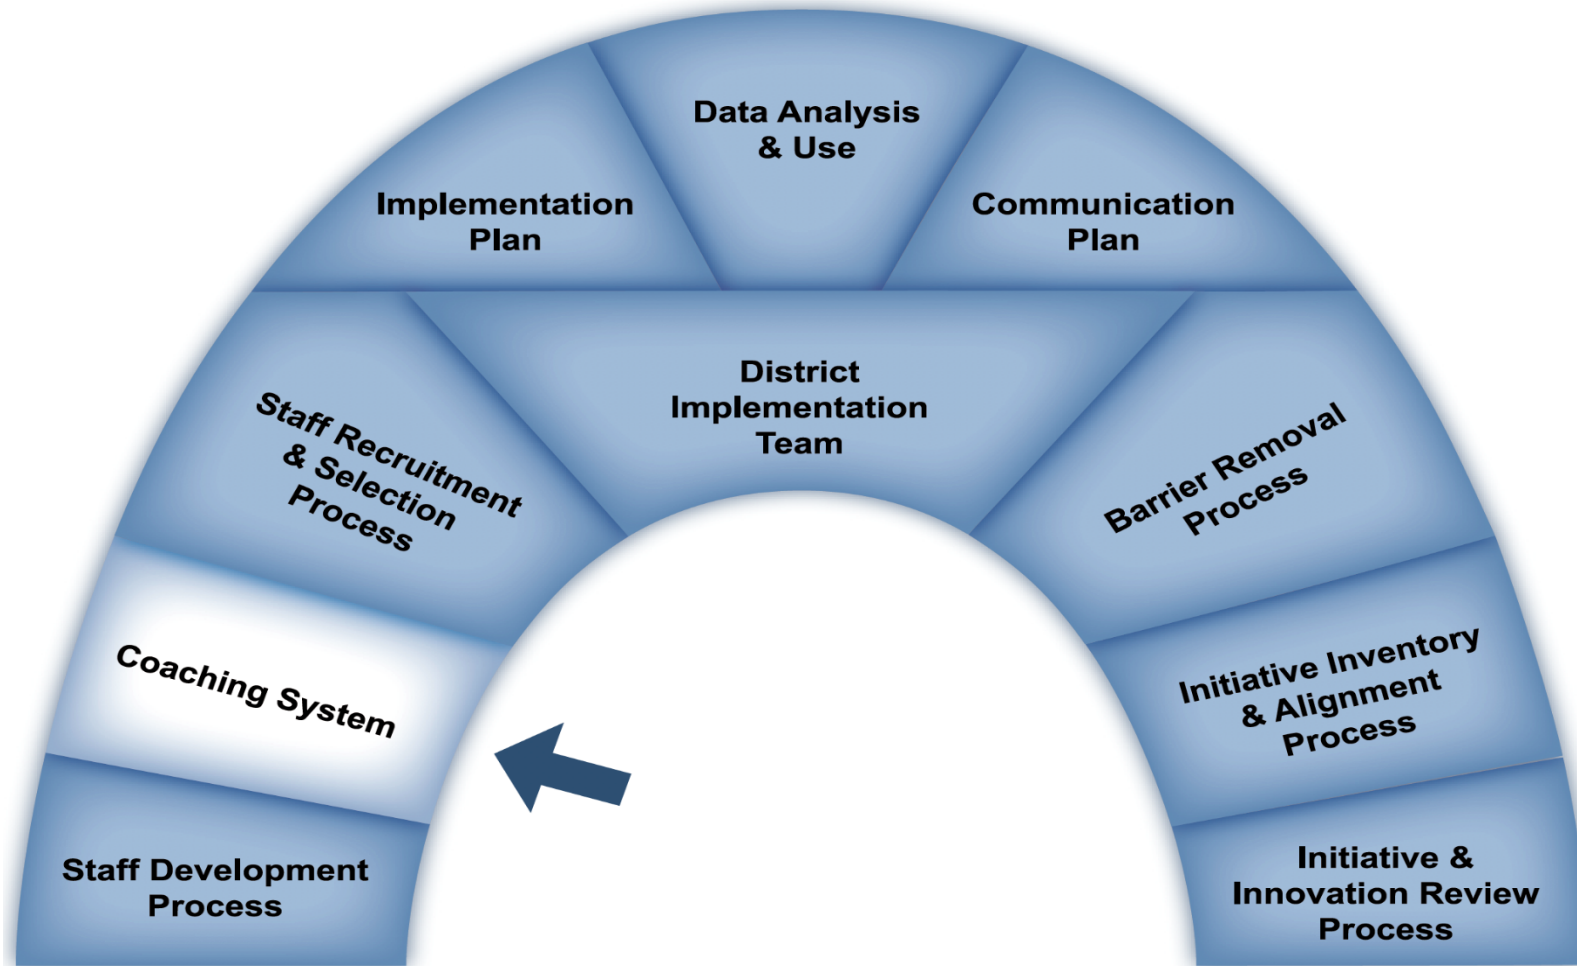 Data Analysis
& Use
Implementation
Plan
Communication
Plan
District
Implementation
Team
Staff Recruitment
& Selection
Process
Barrier Removal
Process
Coaching System
Initiative Inventory
& Alignment
Process
Staff Development
Process
Initiative &
Innovation Review
Process